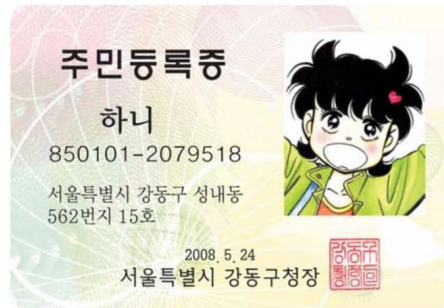 주민등록증
하니
850101-2079518
서울특별시 강동구 성내동
562번지 15호
2008. 5. 24
서울특별시 강동구청장